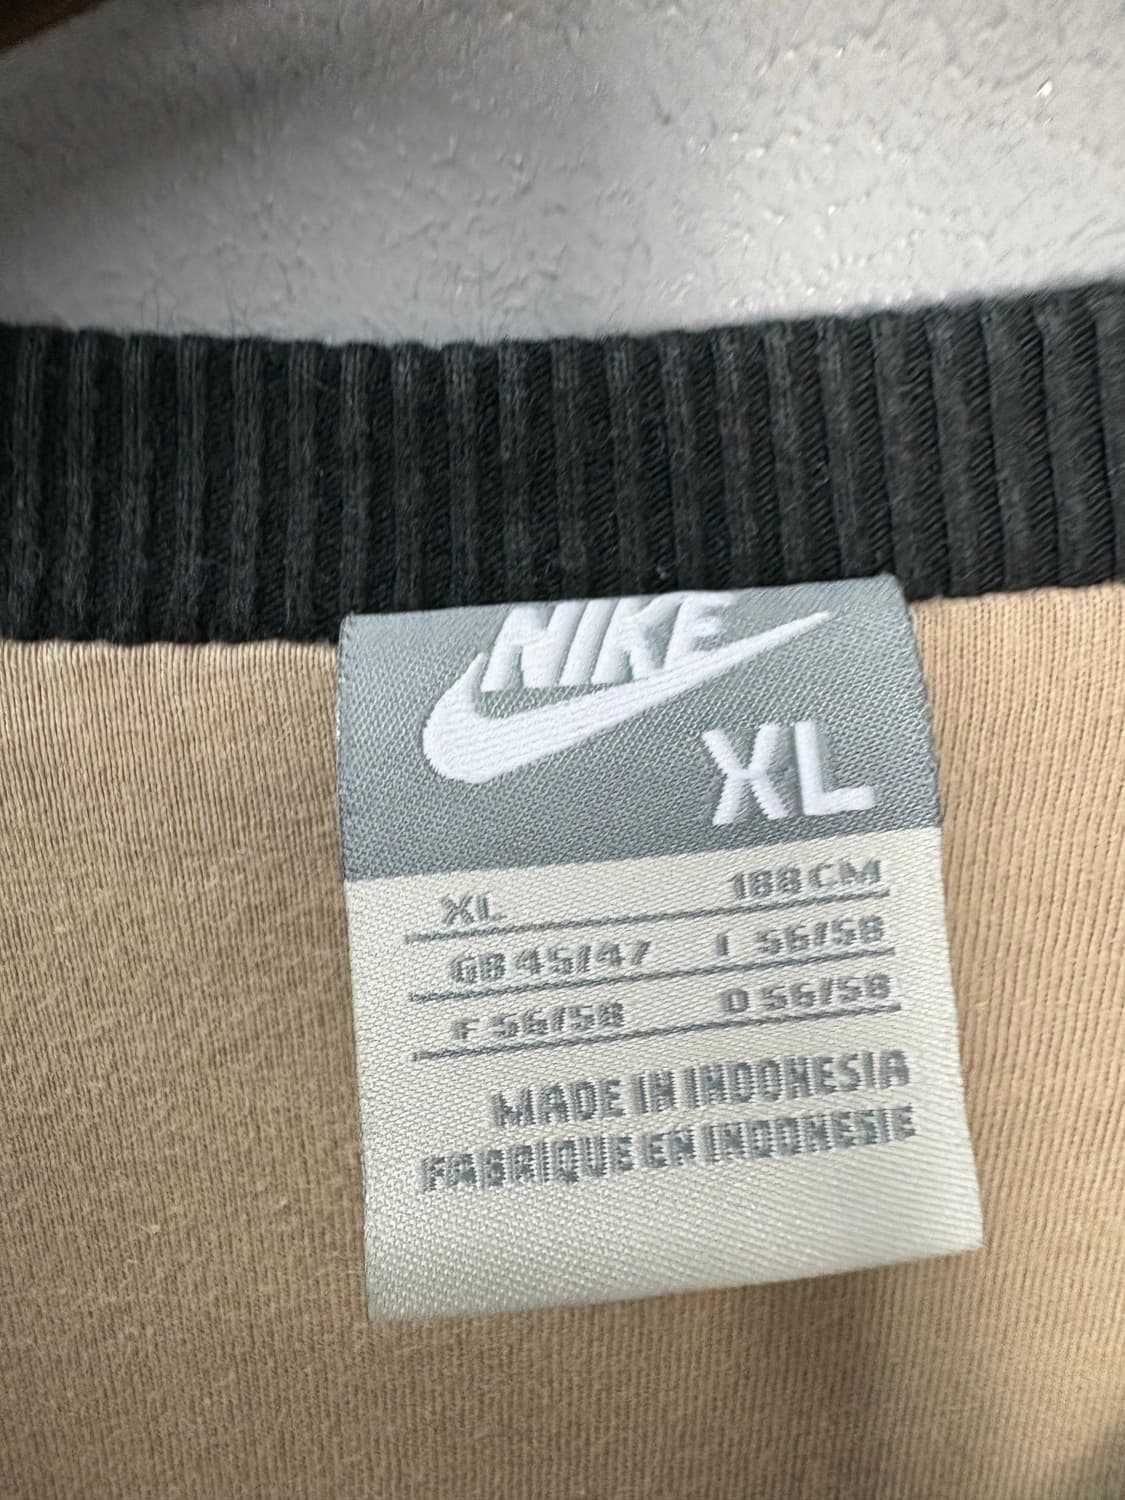 NIKE
XL
XL 188 CM
GB 45/47 I 56/58
F 56/58 D 56/58
MADE IN INDONESIA
FABRIQUE EN INDONESIE